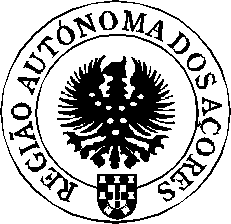 REGIÃO AUTÓNOMA DOS AÇORES